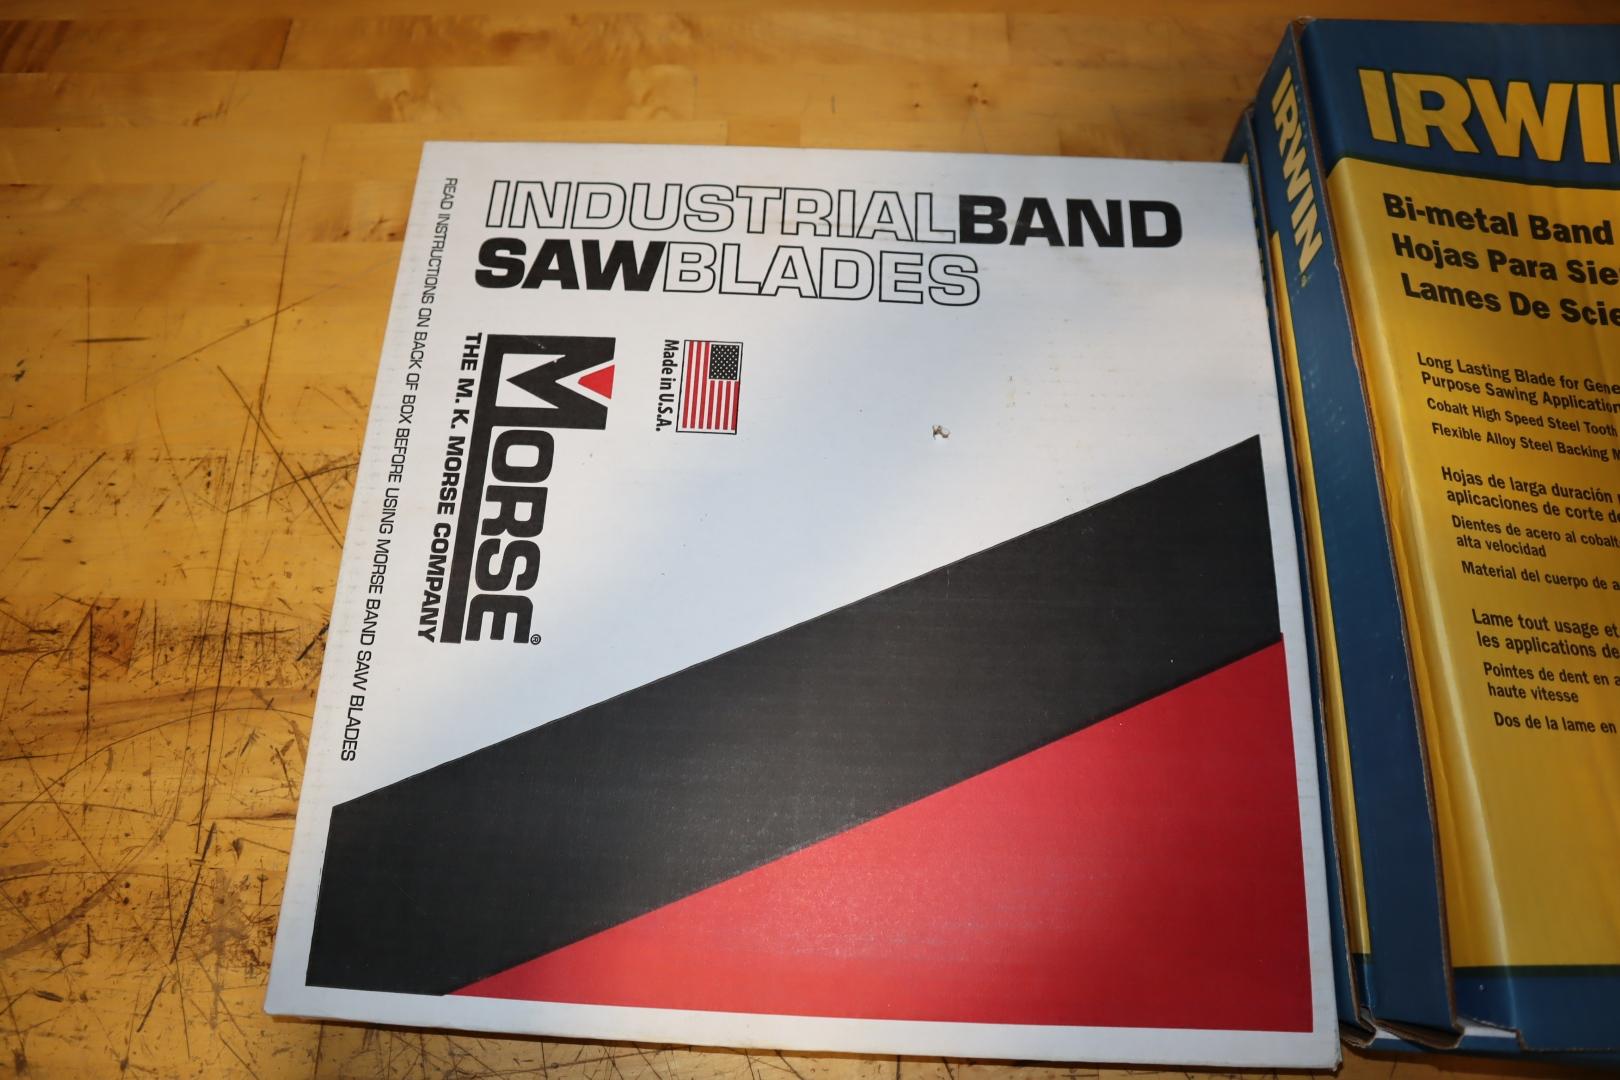 INDUSTRIALBAND
SAWBLADES
READ INSTRUCTIONS ON BACK OF BOX BEFORE USING MORSE BAND SAW BLADES
Made in U.S.A.
MORSE®
THE M. K. MORSE COMPANY
IRWIN
IRWI
Bi-metal Band
Hojas Para Sie
Lames De Scie
Long Lasting Blade for Gene
Purpose Sawing Application
Cobalt High Speed Steel Tooth
Flexible Alloy Steel Backing M
Hojas de larga duración
aplicaciones de corte de
Dientes de acero al cobalt
alta velocidad
Material del cuerpo de a
Lame tout usage et
les applications de
Pointes de dent en a
haute vitesse
Dos de la lame en